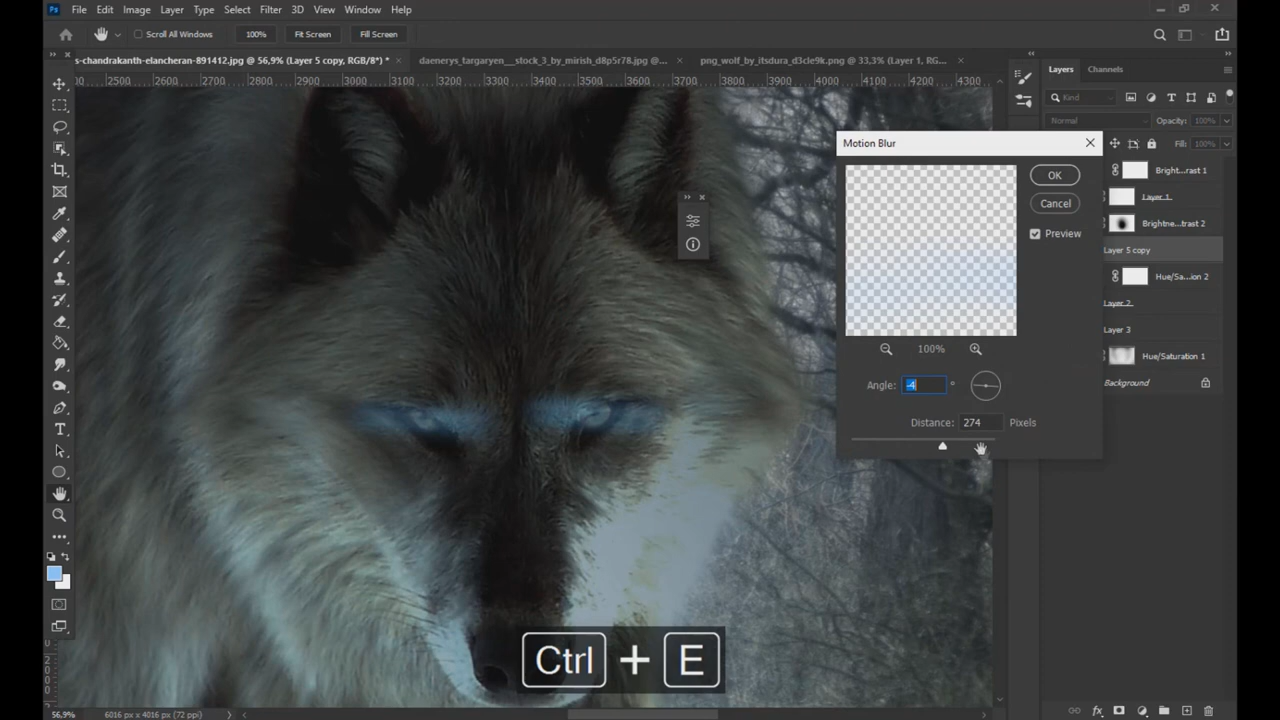 Ps File Edit Image Layer Type Select Filter 3D View Window Help
Scroll All Windows 100% Fit Screen Fill Screen
s-chandrakanth-elancheran-891412.jpg @ 56,9% (Layer 5 copy, RGB/8*) * daenerys_targaryen__stock_3_by_mirish_d8p5r78.jpg @... png_wolf_by_itsdura_d3cle9k.png @ 33,3% (Layer 1, RG...
2500 2600 2700 2800 2900 3000 3100 3200 3300 3400 3500 3600 3700 3800 3900 4000 4100 4200 4300
Layers Channels
Kind
Normal Opacity: 100%
Fill: 100%
Motion Blur
OK
Cancel
Preview
100%
Angle: -4 °
Distance: 274 Pixels
Bright...rast 1
Layer 1
Brightne...trast 2
Layer 5 copy
Hue/Sa...ion 2
Layer 2
Layer 3
Hue/Saturation 1
Background
Ctrl + E
56,9% 6016 px x 4016 px (72 ppi)